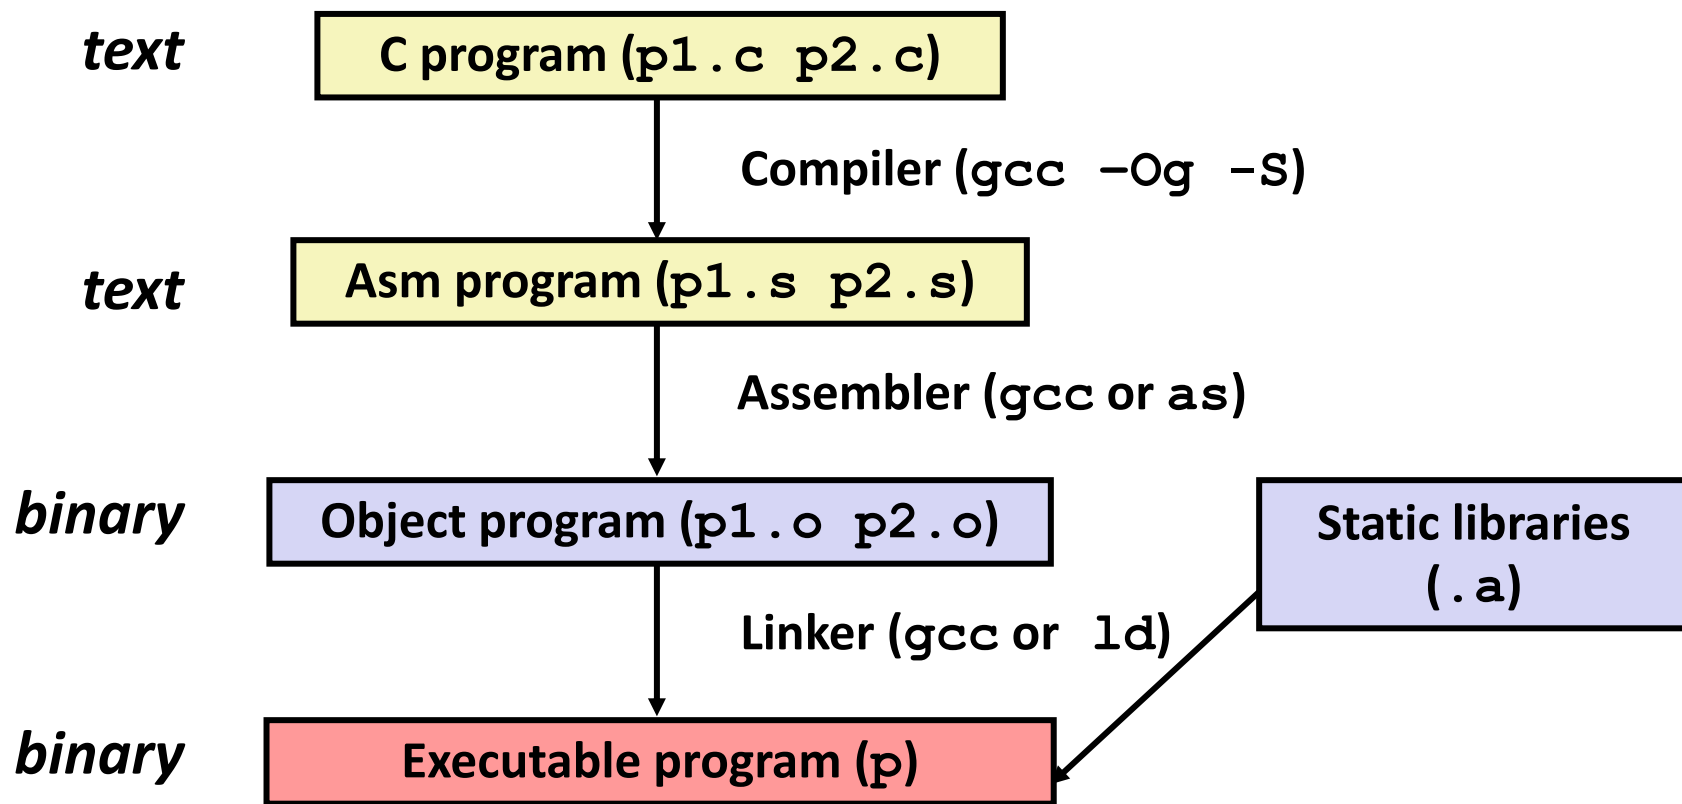 text
C program (p1.c p2.c)
Compiler (gcc –Og -S)
text
Asm program (p1.s p2.s)
Assembler (gcc or as)
binary
Object program (p1.o p2.o)
Static libraries
(.a)
Linker (gcc or ld)
binary
Executable program (p)